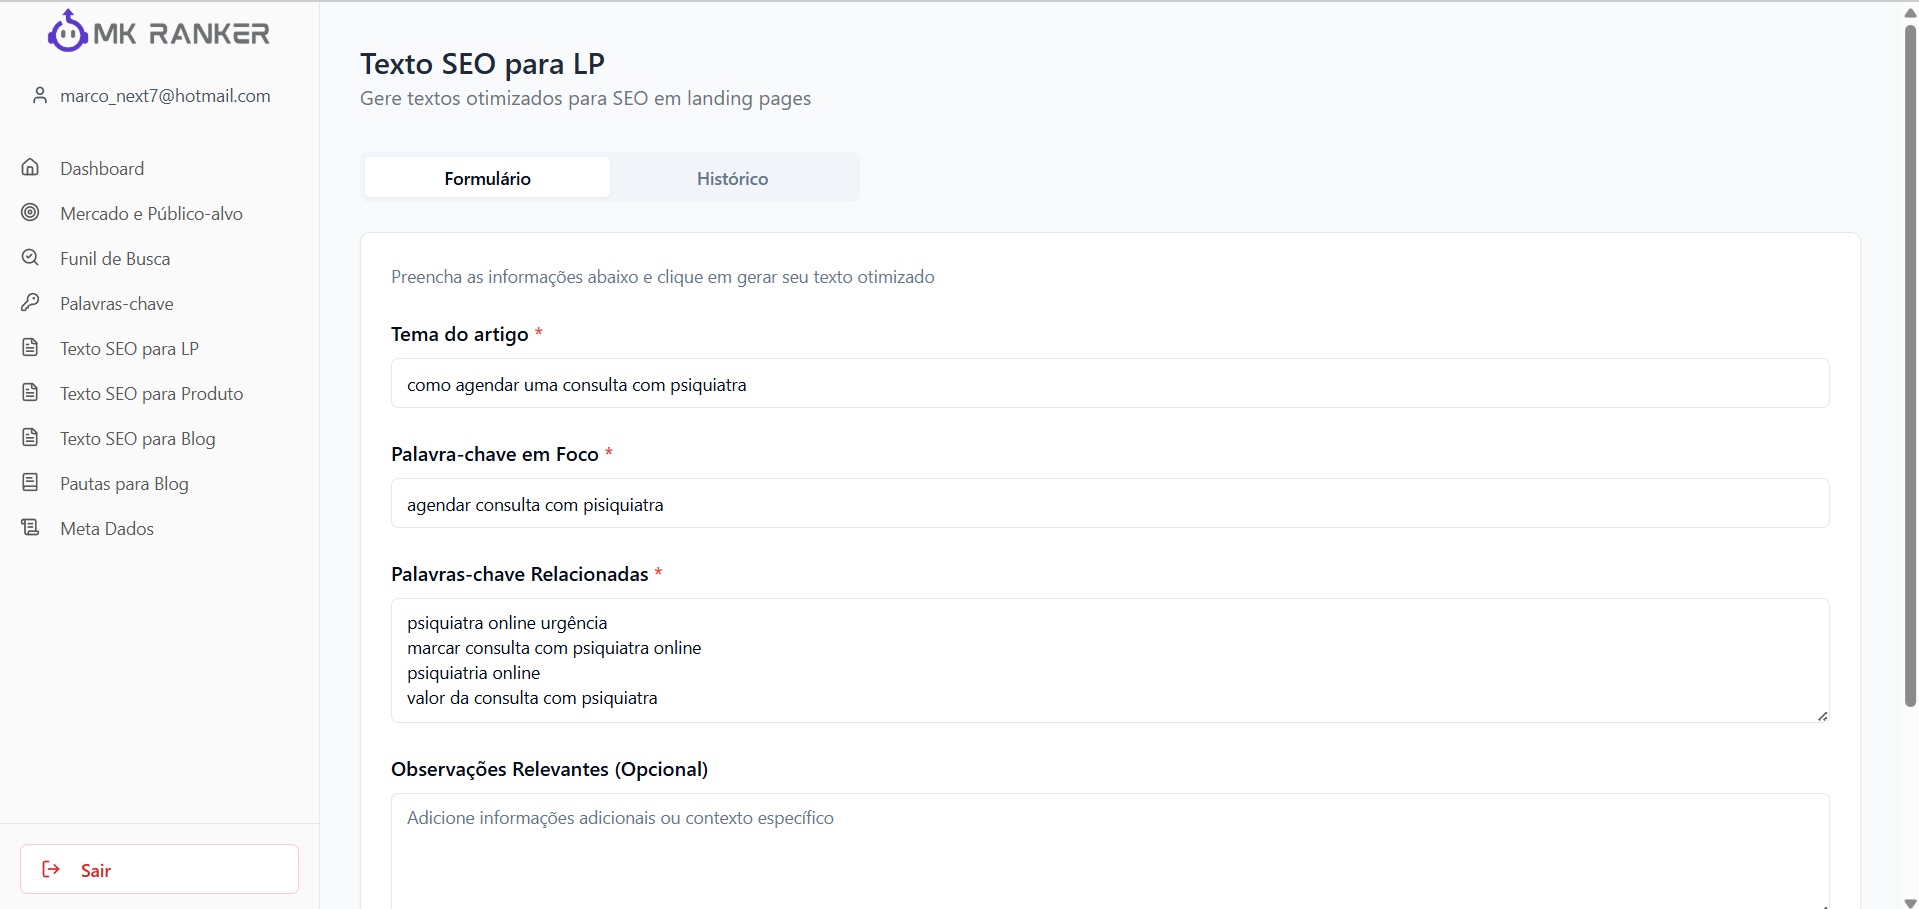 MK RANKER
marco_next7@hotmail.com
Dashboard
Mercado e Público-alvo
Funil de Busca
Palavras-chave
Texto SEO para LP
Texto SEO para Produto
Texto SEO para Blog
Pautas para Blog
Meta Dados
Sair
Texto SEO para LP
Gere textos otimizados para SEO em landing pages
Formulário
Histórico
Preencha as informações abaixo e clique em gerar seu texto otimizado
Tema do artigo *
como agendar uma consulta com psiquiatra
Palavra-chave em Foco *
agendar consulta com pisiquiatra
Palavras-chave Relacionadas *
psiquiatra online urgência
marcar consulta com psiquiatra online
psiquiatria online
valor da consulta com psiquiatra
Observações Relevantes (Opcional)
Adicione informações adicionais ou contexto específico